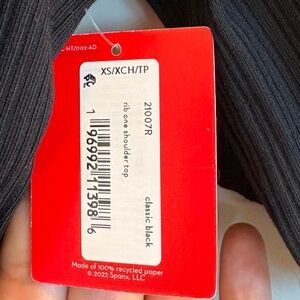 XS/XCH/TP
21007R
classic black
rib one shoulder top
1 96992 11398 6
Made of 100% recycled paper
© 2022 Spanx, LLC